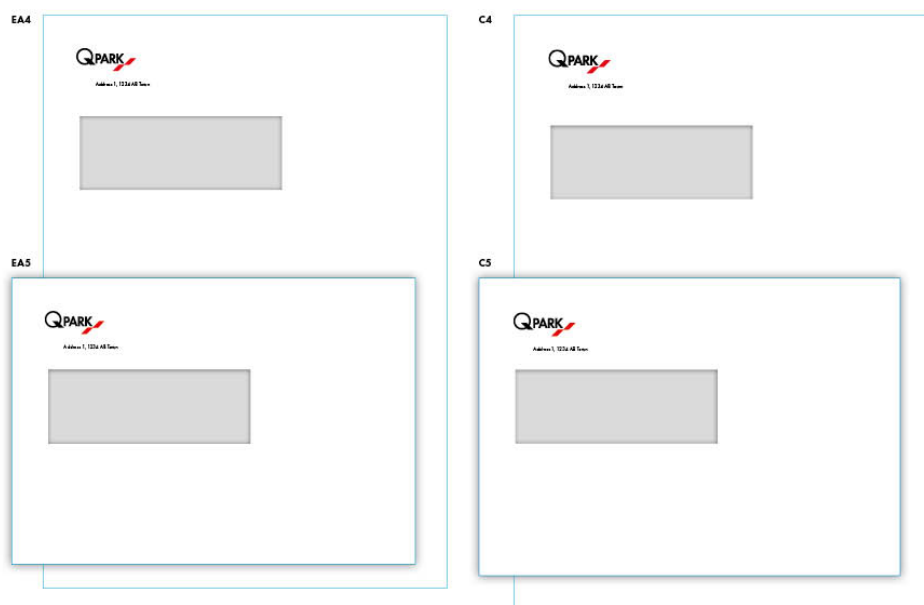 EA4
QPARK
Address 1, 1234 AB Town
C4
QPARK
Address 1, 1234 AB Town
EA5
QPARK
Address 1, 1234 AB Town
C5
QPARK
Address 1, 1234 AB Town